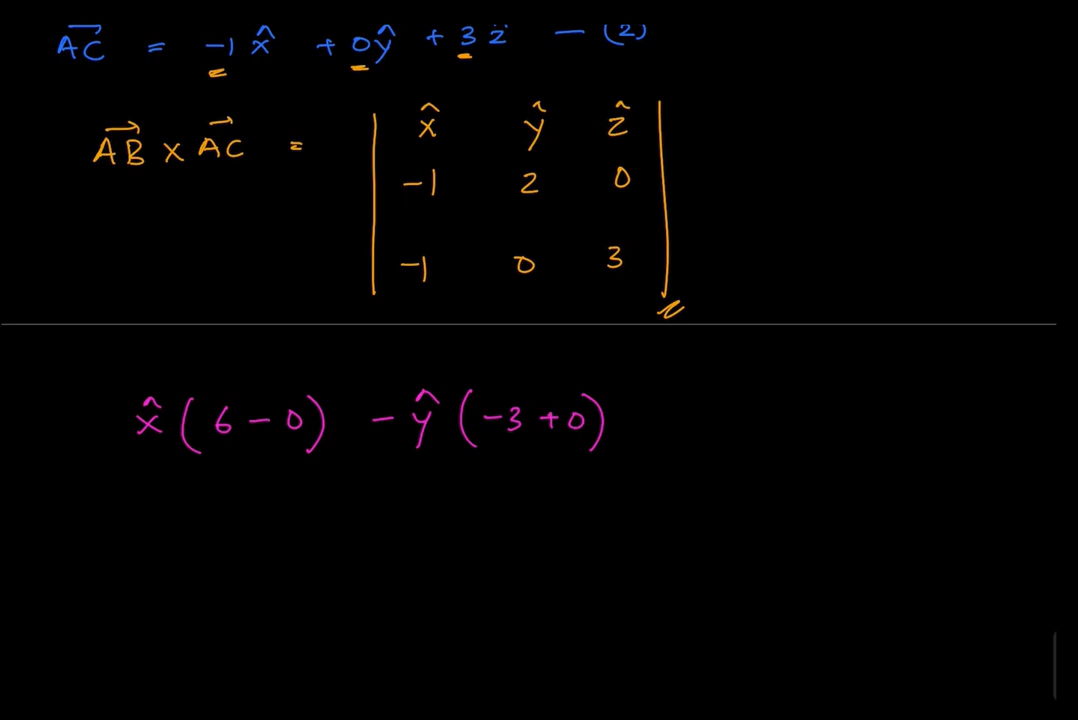 AC⃗ = -1 x̂ + 0ŷ + 3 ẑ — (2)
AB⃗ × AC⃗ = | x̂ ŷ ẑ |
-1 2 0
-1 0 3
x̂ (6 - 0) - ŷ (-3 + 0)